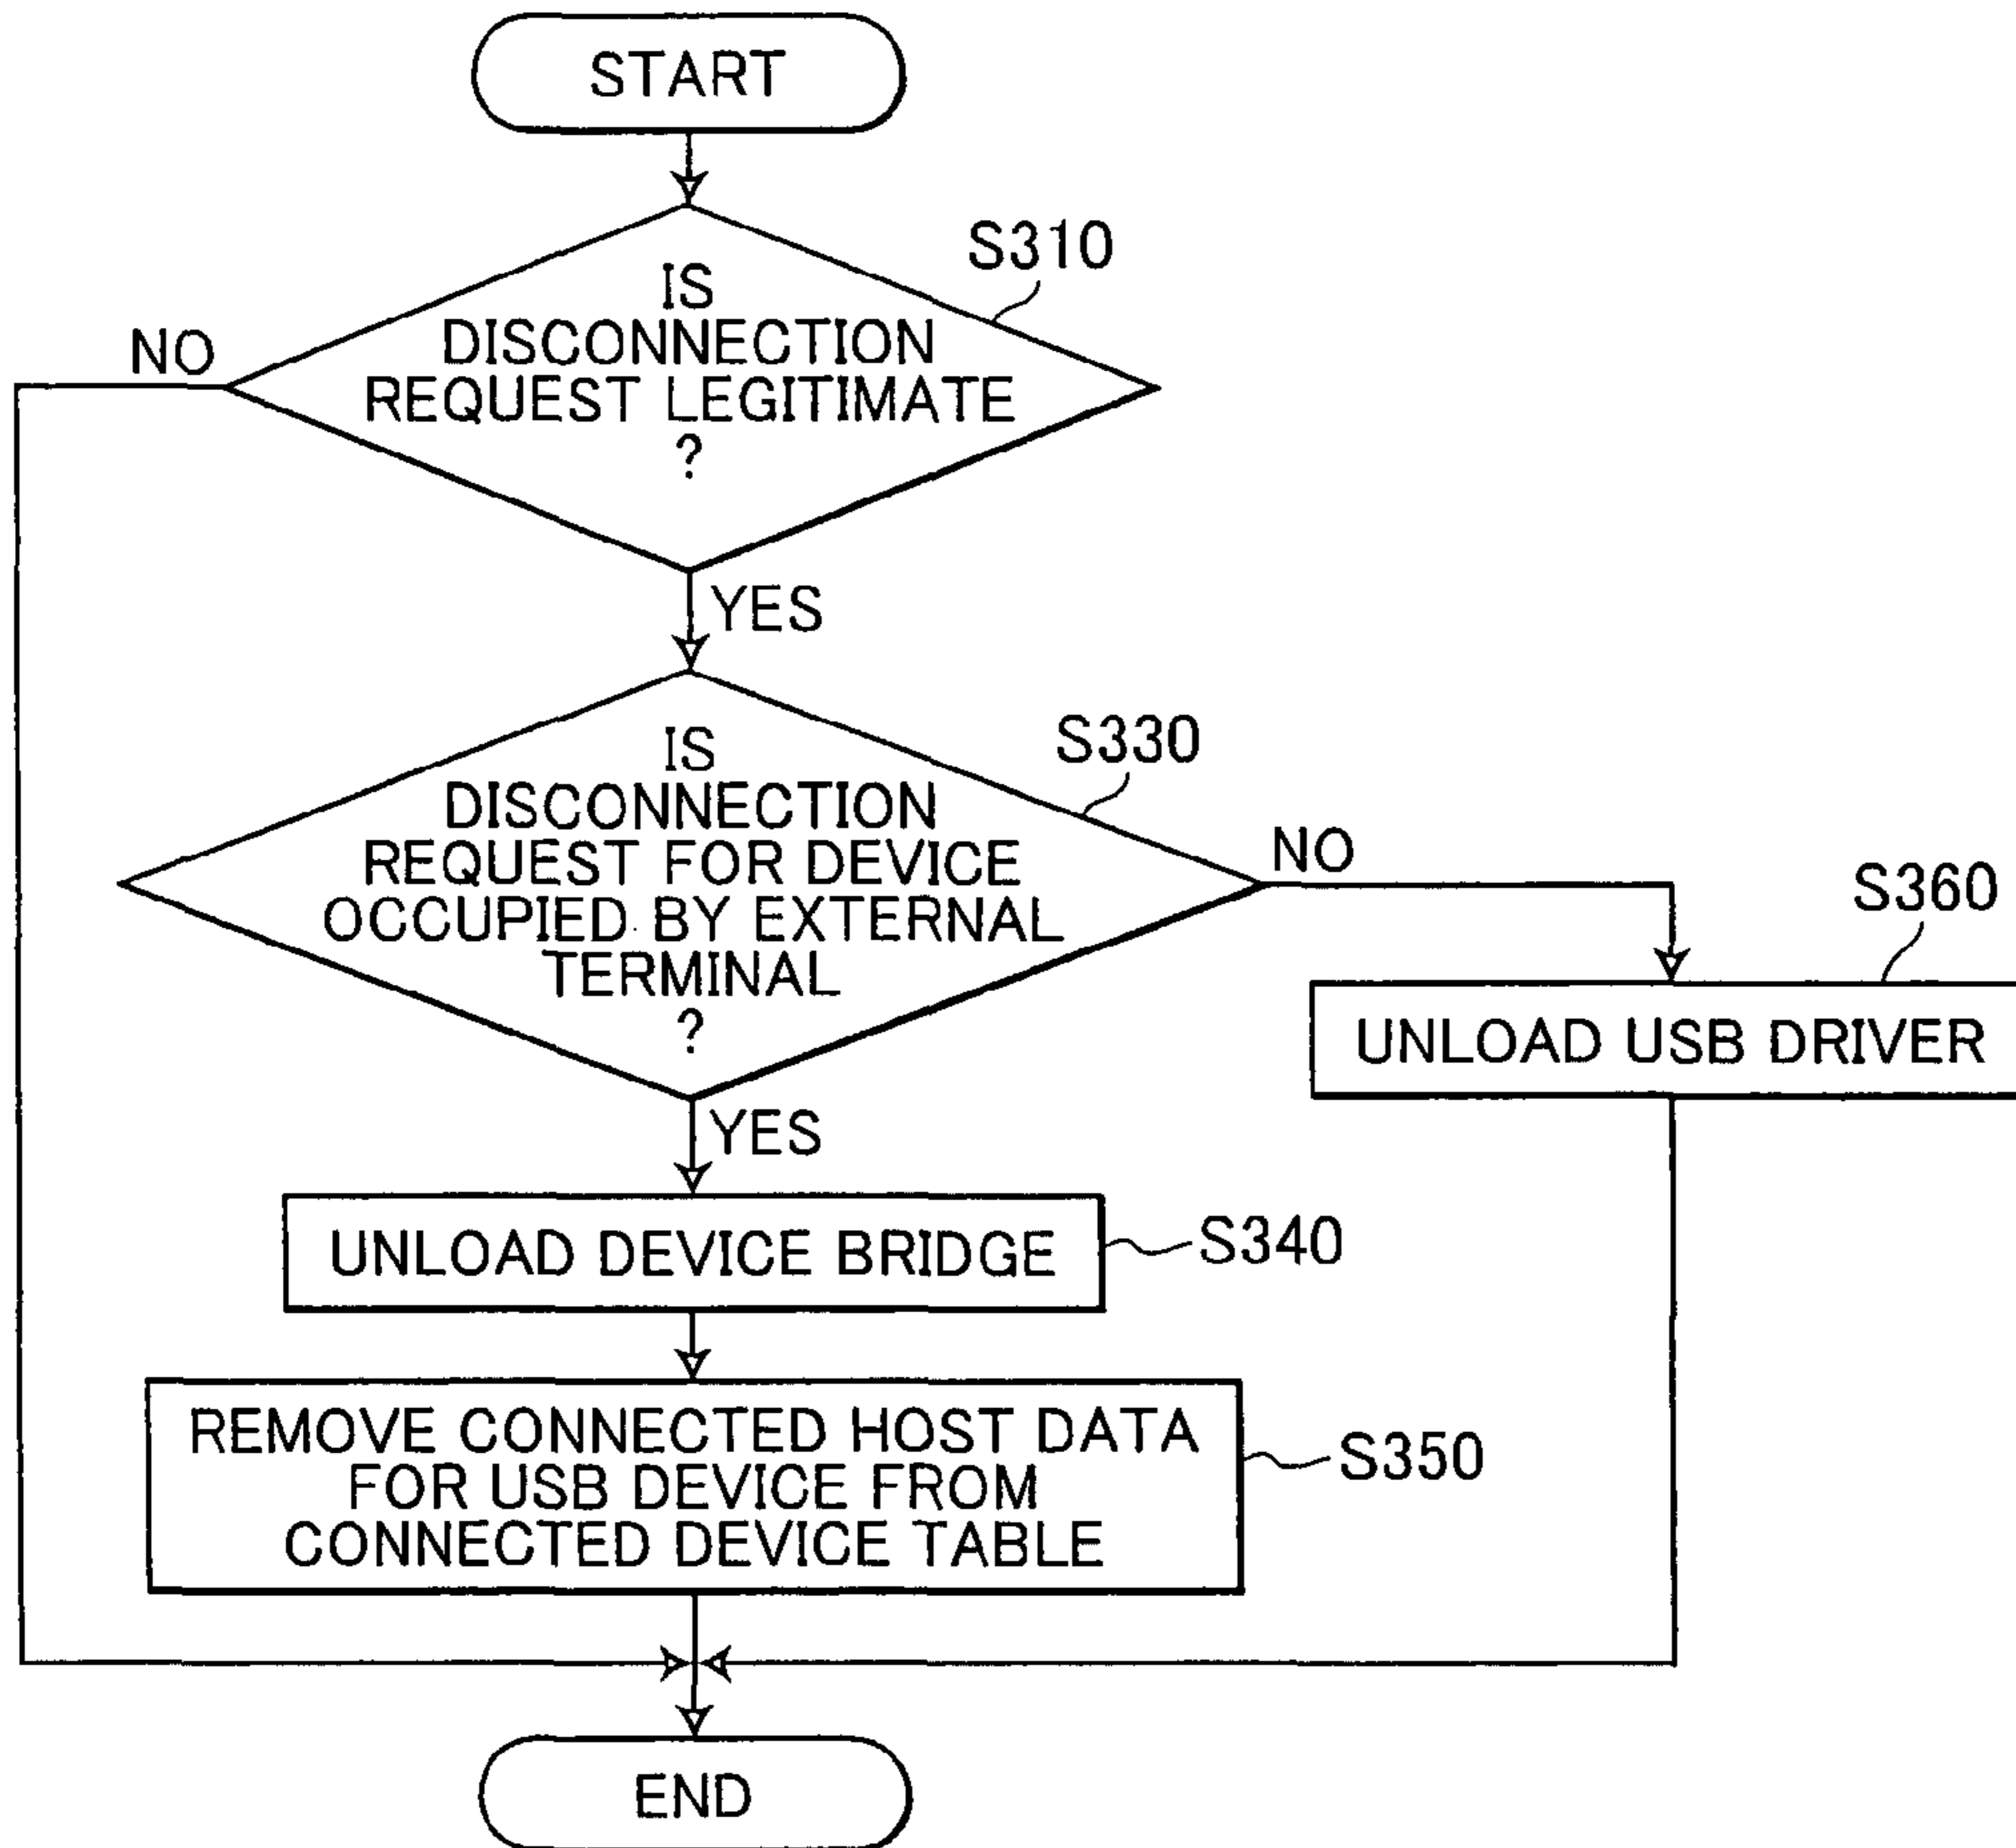 START
S310
IS
DISCONNECTION
REQUEST LEGITIMATE
?
NO
YES
S330
IS
DISCONNECTION
REQUEST FOR DEVICE
OCCUPIED BY EXTERNAL
TERMINAL
?
NO
S360
UNLOAD USB DRIVER
YES
UNLOAD DEVICE BRIDGE
S340
REMOVE CONNECTED HOST DATA
FOR USB DEVICE FROM
CONNECTED DEVICE TABLE
S350
END